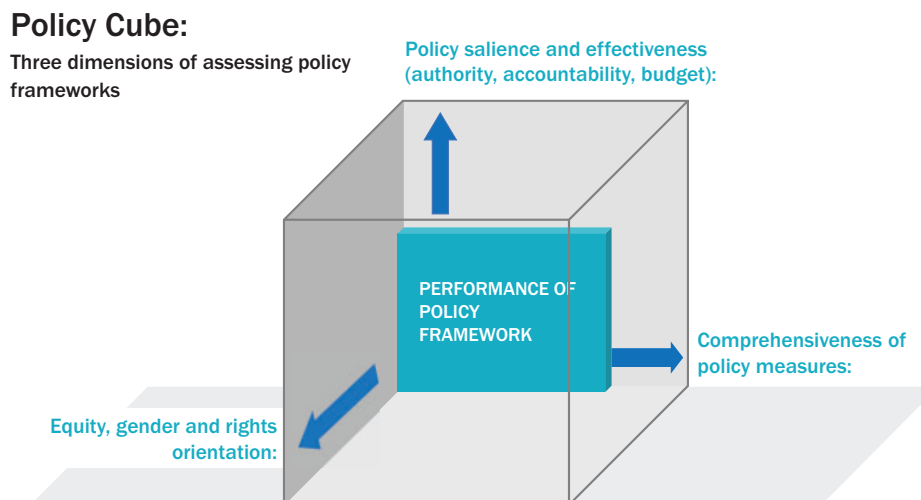 Policy Cube:
Three dimensions of assessing policy
frameworks
Policy salience and effectiveness
(authority, accountability, budget):
PERFORMANCE OF
POLICY
FRAMEWORK
Comprehensiveness of
policy measures:
Equity, gender and rights
orientation: